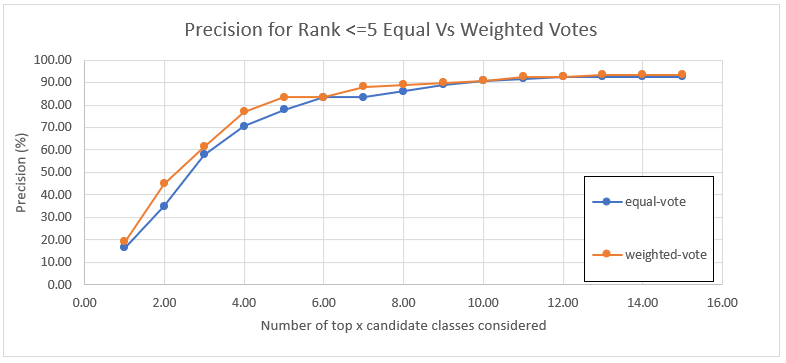 Precision for Rank <=5 Equal Vs Weighted Votes
100.00
90.00
80.00
70.00
60.00
50.00
40.00
30.00
20.00
10.00
0.00
Precision (%)
equal-vote
weighted-vote
0.00 2.00 4.00 6.00 8.00 10.00 12.00 14.00 16.00
Number of top x candidate classes considered